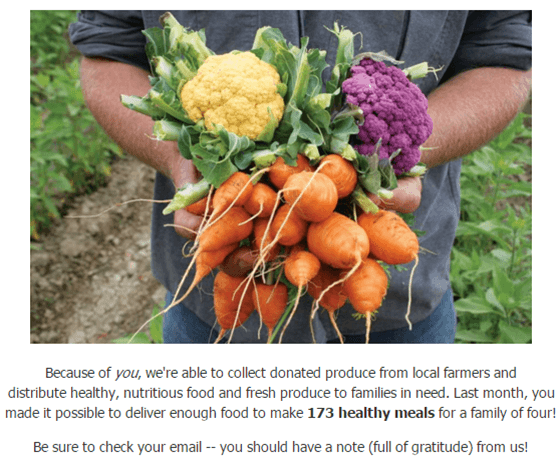 Because of you, we're able to collect donated produce from local farmers and
distribute healthy, nutritious food and fresh produce to families in need. Last month, you
made it possible to deliver enough food to make 173 healthy meals for a family of four!
Be sure to check your email -- you should have a note (full of gratitude) from us!